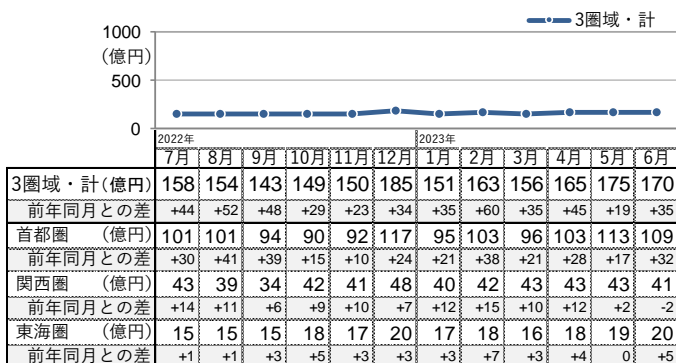 3圏域・計
1000
(億円)
500
0
2022年 2023年
7月 8月 9月 10月 11月 12月 1月 2月 3月 4月 5月 6月
3圏域・計(億円) 158 154 143 149 150 185 151 163 156 165 175 170
前年同月との差 +44 +52 +48 +29 +23 +34 +35 +60 +35 +45 +19 +35
首都圏 (億円) 101 101 94 90 92 117 95 103 96 103 113 109
前年同月との差 +30 +41 +39 +15 +10 +24 +21 +38 +21 +28 +17 +32
関西圏 (億円) 43 39 34 42 41 48 40 42 43 43 43 41
前年同月との差 +14 +11 +6 +9 +10 +7 +12 +15 +10 +12 +2 -2
東海圏 (億円) 15 15 15 18 17 20 17 18 16 18 19 20
前年同月との差 +1 +1 +3 +5 +3 +3 +3 +7 +3 +4 0 +5